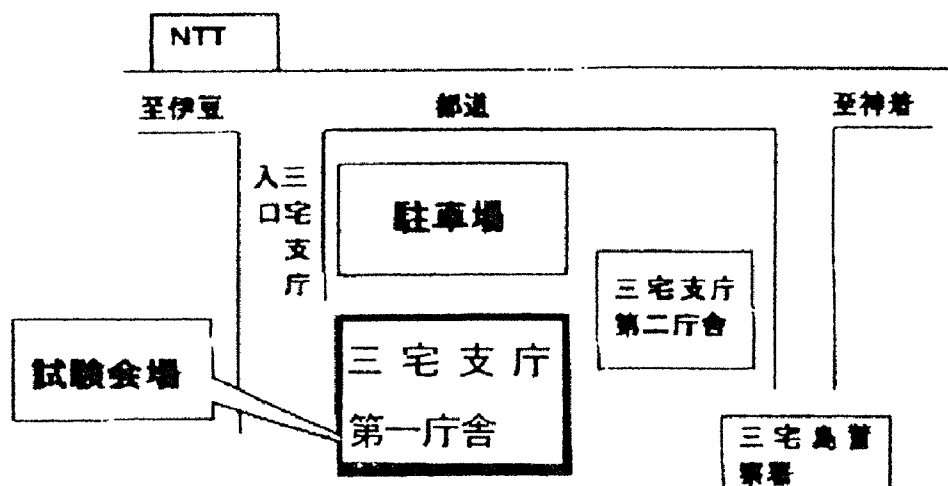 NTT
至伊豆
都道
至神着
三宅支庁
入口
駐車場
三宅支庁
第二庁舎
試験会場
三宅支庁
第一庁舎
三宅島警
察署